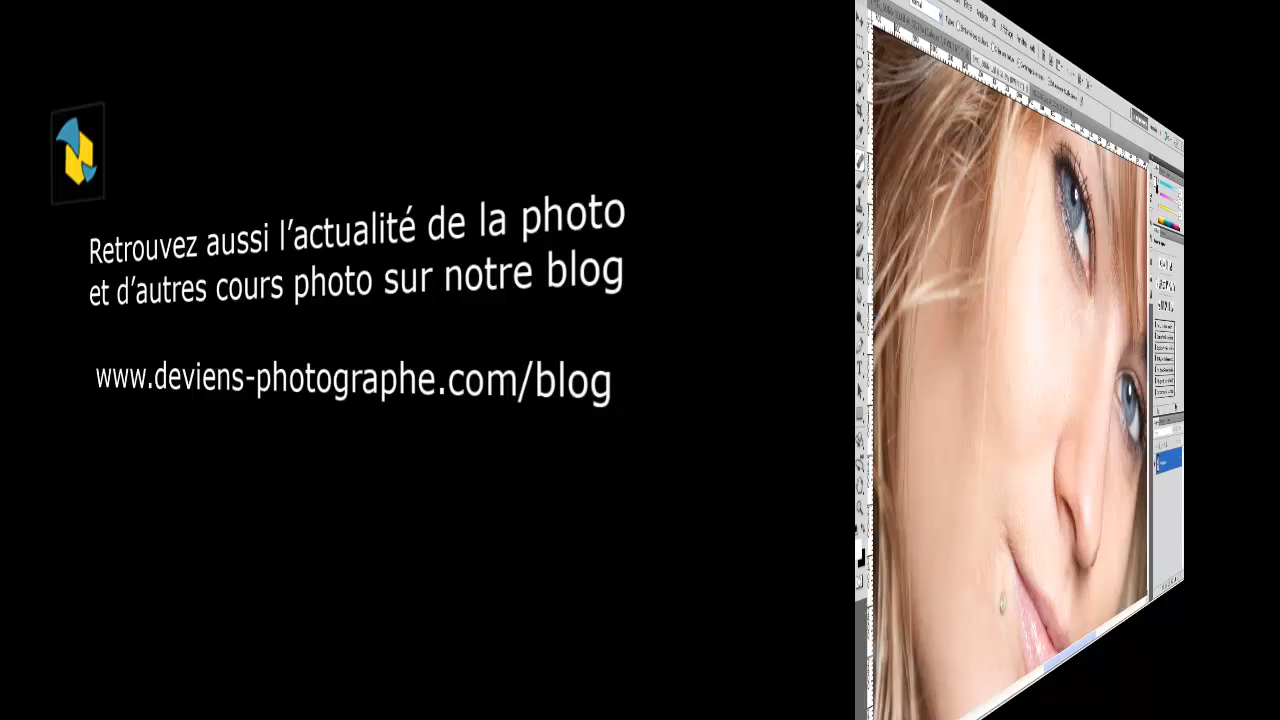 Retrouvez aussi l’actualité de la photo
et d’autres cours photo sur notre blog
www.deviens-photographe.com/blog